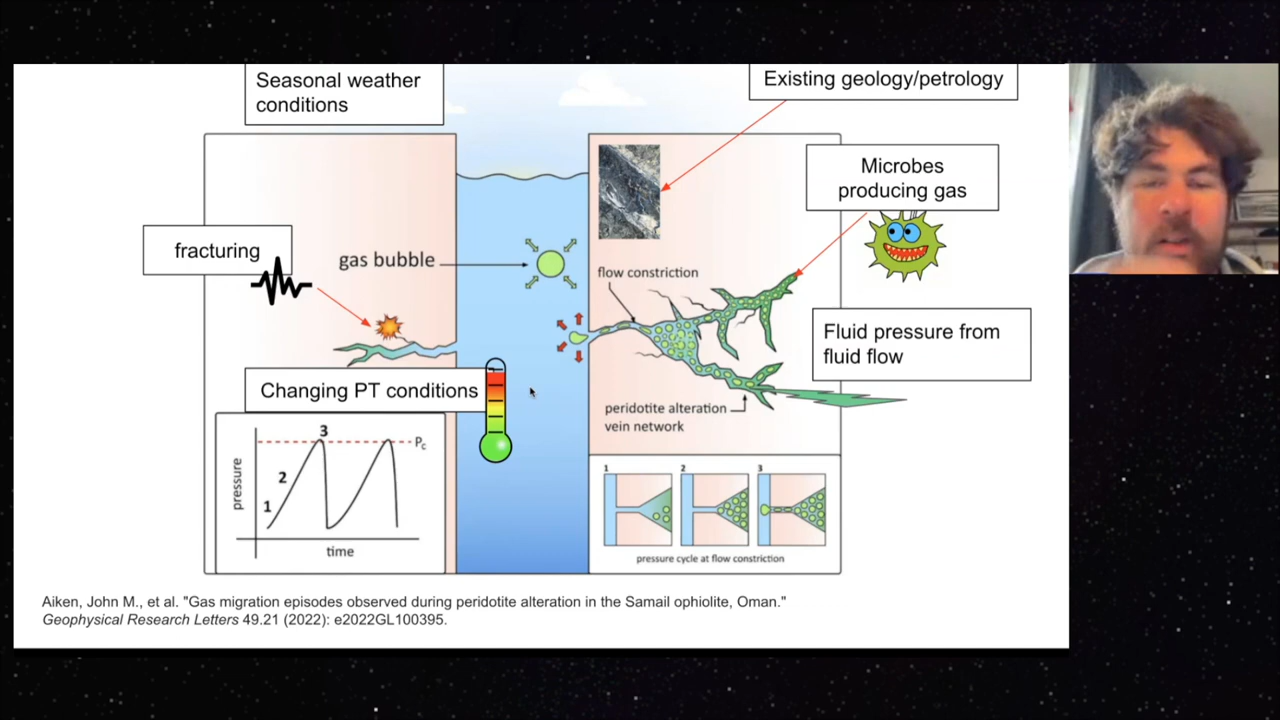 Seasonal weather
conditions
Existing geology/petrology
Microbes
producing gas
fracturing
gas bubble
flow constriction
Fluid pressure from
fluid flow
Changing PT conditions
peridotite alteration
vein network
3
Pc
2
1
pressure
time
1
2
3
pressure cycle at flow constriction
Aiken, John M., et al. "Gas migration episodes observed during peridotite alteration in the Samail ophiolite, Oman."
Geophysical Research Letters 49.21 (2022): e2022GL100395.